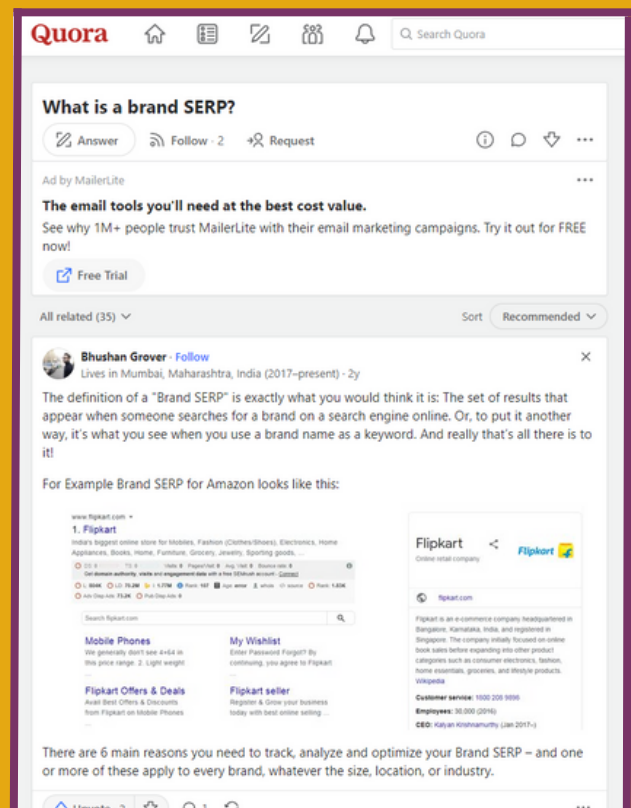 Quora
Search Quora
What is a brand SERP?
Answer
Follow · 2
Request
Ad by MailerLite
The email tools you'll need at the best cost value.
See why 1M+ people trust MailerLite with their email marketing campaigns. Try it out for FREE
now!
Free Trial
All related (35)
Sort
Recommended
Bhushan Grover · Follow
Lives in Mumbai, Maharashtra, India (2017–present) · 2y
The definition of a "Brand SERP" is exactly what you would think it is: The set of results that
appear when someone searches for a brand on a search engine online. Or, to put it another
way, it's what you see when you use a brand name as a keyword. And really that's all there is to
it!
For Example Brand SERP for Amazon looks like this:
www.flipkart.com
1. Flipkart
India's biggest online store for Mobiles, Fashion (Clothes/Shoes), Electronics, Home
Appliances, Books, Home, Furniture, Grocery, Jewelry, Sporting goods, ...
Get domain authority, visits and engagement data with a free SEMrush account - Connect
Search flipkart.com
Mobile Phones
We generally don't see 4+64 in
this price range. 2. Light weight
...
My Wishlist
Enter Password Forgot? By
continuing, you agree to Flipkart
...
Flipkart Offers & Deals
Avail Best Offers & Discounts
from Flipkart on Mobile Phones
...
Flipkart seller
Register & Grow your business
today with best online selling ...
Flipkart
Online retail company
Flipkart
flipkart.com
Flipkart is an e-commerce company headquartered in
Bangalore, Karnataka, India, and registered in
Singapore. The company initially focused on online
book sales before expanding into other product
categories such as consumer electronics, fashion,
home essentials, groceries, and lifestyle products.
Wikipedia
Customer service: 1800 208 9898
Employees: 30,000 (2016)
CEO: Kalyan Krishnamurthy (Jan 2017–)
There are 6 main reasons you need to track, analyze and optimize your Brand SERP – and one
or more of these apply to every brand, whatever the size, location, or industry.